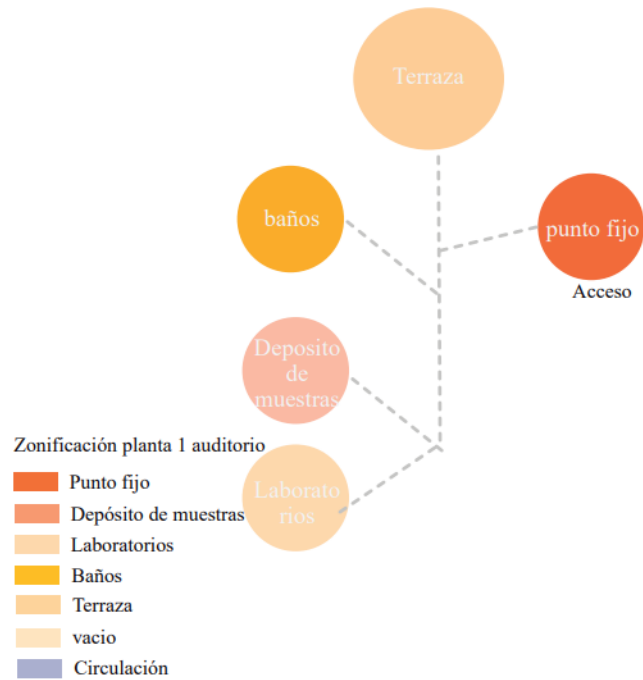 Terraza
baños
punto fijo
Acceso
Deposito
de
muestras
Laborato
rios
Zonificación planta 1 auditorio
Punto fijo
Depósito de muestras
Laboratorios
Baños
Terraza
vacio
Circulación